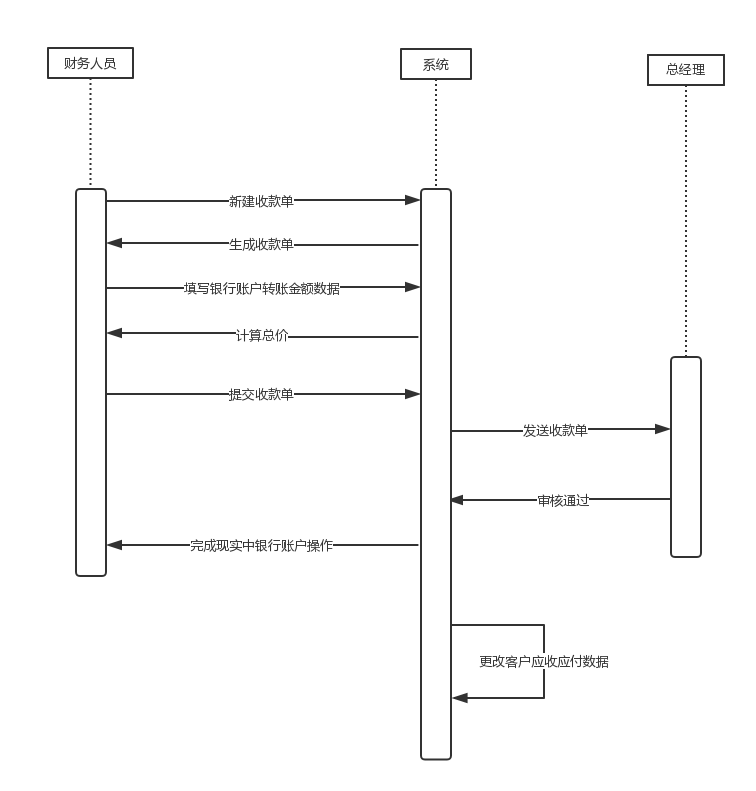 财务人员
系统
总经理
新建收款单
生成收款单
填写银行账户转账金额数据
计算总价
提交收款单
发送收款单
审核通过
完成现实中银行账户操作
更改客户应收应付数据